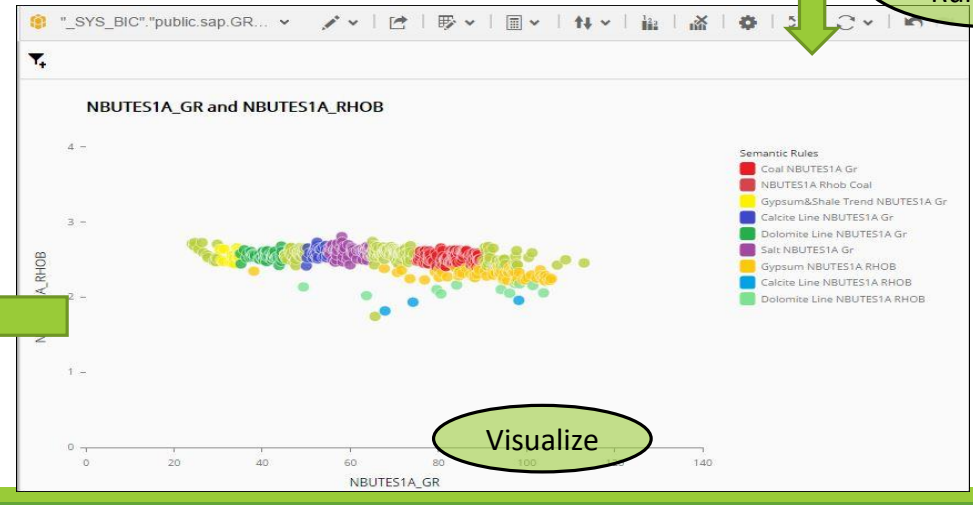 "_SYS_BIC"."public.sap.GR...
NBUTES1A_GR and NBUTES1A_RHOB
4
3
2
1
0
A_RHOB
0
20
40
60
80
100
140
NBUTES1A_GR
Visualize
Semantic Rules
Coal NBUTES1A Gr
NBUTES1A Rhob Coal
Gypsum&Shale Trend NBUTES1A Gr
Calcite Line NBUTES1A Gr
Dolomite Line NBUTES1A Gr
Salt NBUTES1A Gr
Gypsum NBUTES1A RHOB
Calcite Line NBUTES1A RHOB
Dolomite Line NBUTES1A RHOB